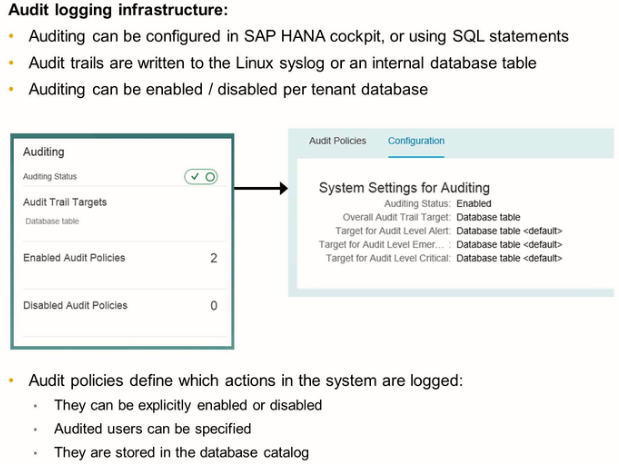 Audit logging infrastructure:
• Auditing can be configured in SAP HANA cockpit, or using SQL statements
• Audit trails are written to the Linux syslog or an internal database table
• Auditing can be enabled / disabled per tenant database
Auditing
Auditing Status
Audit Trail Targets
Database table
Enabled Audit Policies 2
Disabled Audit Policies 0
Audit Policies Configuration
System Settings for Auditing
Auditing Status: Enabled
Overall Audit Trail Target: Database table
Target for Audit Level Alert: Database table <default>
Target for Audit Level Emer... : Database table <default>
Target for Audit Level Critical: Database table <default>
• Audit policies define which actions in the system are logged:
• They can be explicitly enabled or disabled
• Audited users can be specified
• They are stored in the database catalog